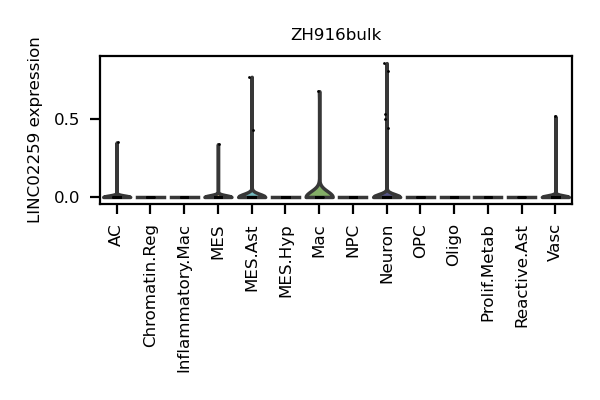 ZH916bulk
LINC02259 expression
0.5
0.0
AC
Chromatin.Reg
Inflammatory.Mac
MES
MES.Ast
MES.Hyp
Mac
NPC
Neuron
OPC
Oligo
Prolif.Metab
Reactive.Ast
Vasc